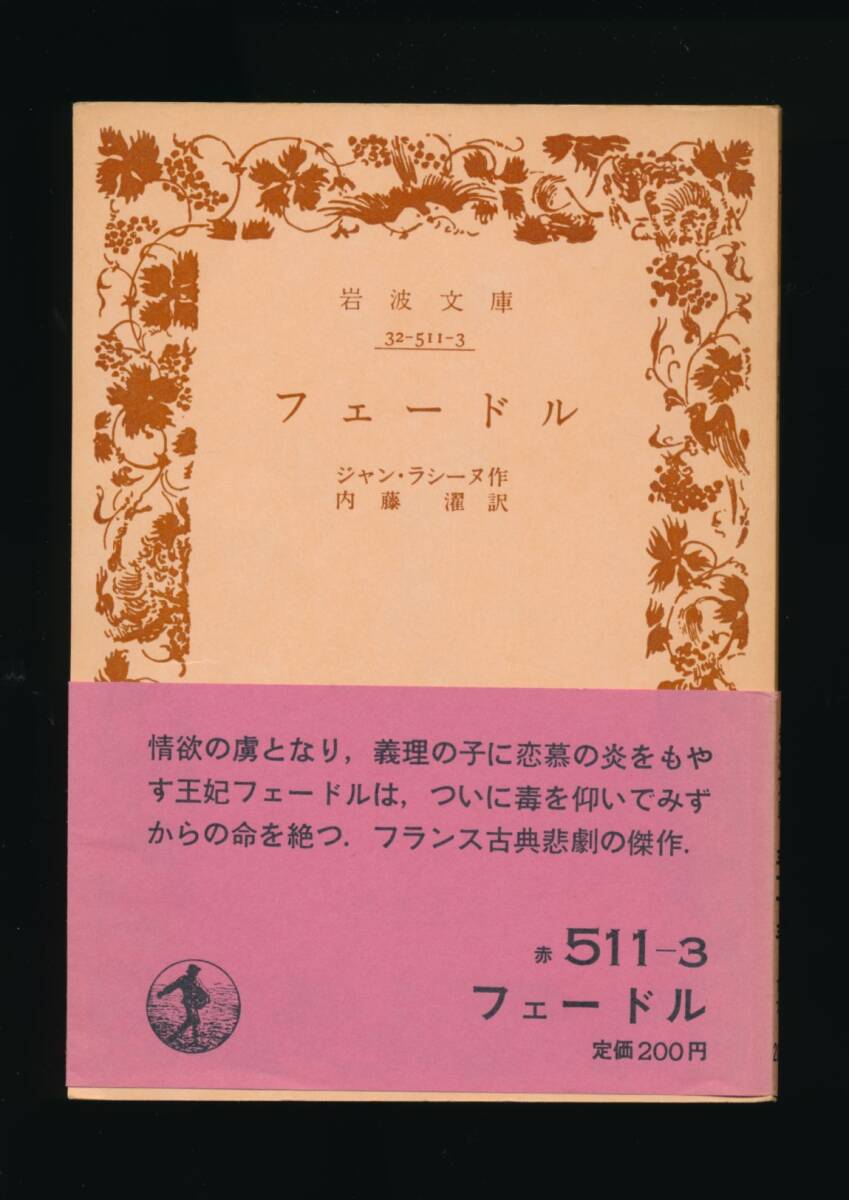 岩波文庫
32-511-3
フェードル
ジャン・ラシーヌ作
内藤 濯 訳
情欲の虜となり，義理の子に恋慕の炎をもや
す王妃フェードルは，ついに毒を仰いでみず
からの命を絶つ．フランス古典悲劇の傑作．
赤 511-3
フェードル
定価200円